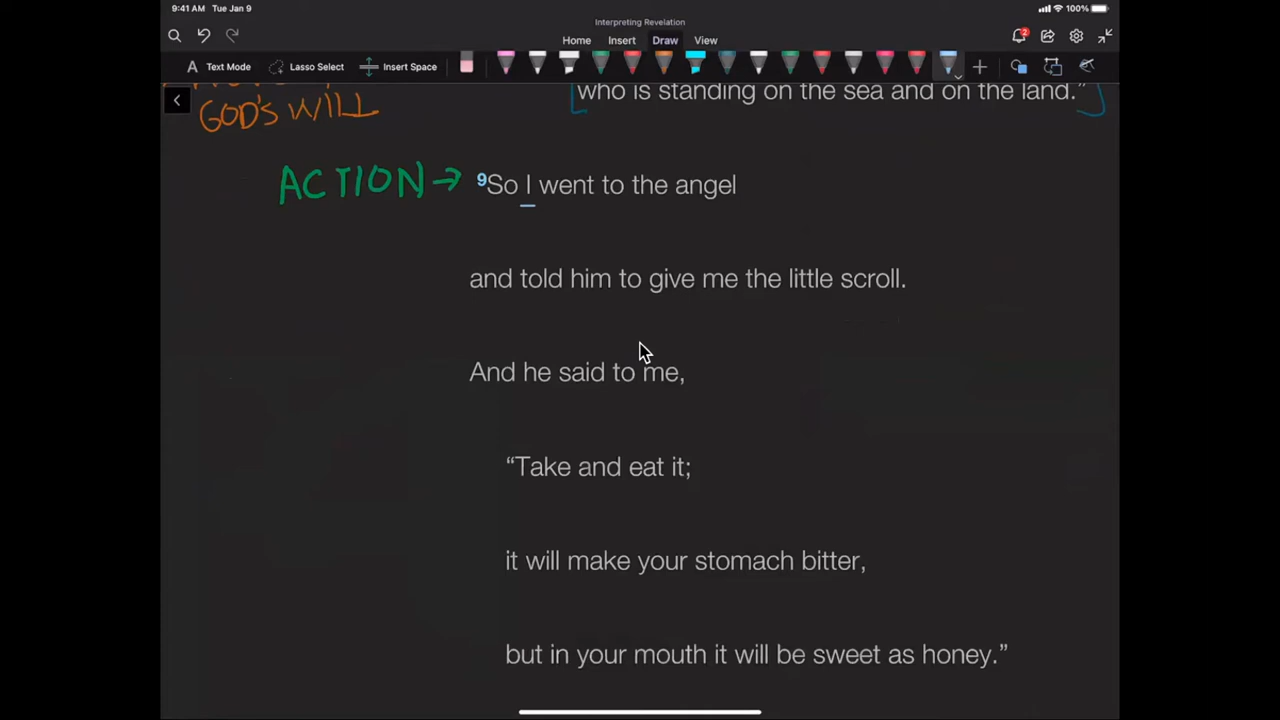 9:41 AM Tue Jan 9
100%
Interpreting Revelation
Home Insert Draw View
2
Text Mode Lasso Select Insert Space
GOD'S WILL
who is standing on the sea and on the land.”
ACTION → 9So I went to the angel
and told him to give me the little scroll.
And he said to me,
“Take and eat it;
it will make your stomach bitter,
but in your mouth it will be sweet as honey.”